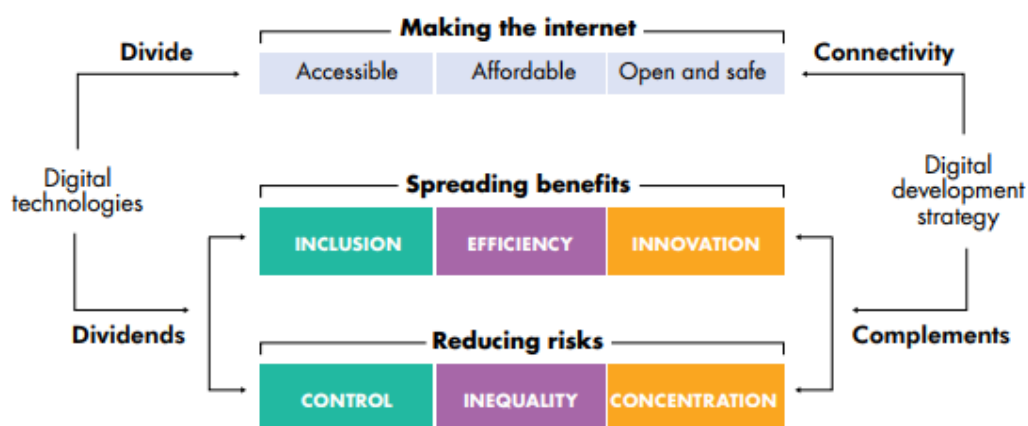 Making the internet
Divide
Connectivity
Accessible
Affordable
Open and safe
Digital
technologies
Digital
development
strategy
Spreading benefits
INCLUSION
EFFICIENCY
INNOVATION
Dividends
Complements
Reducing risks
CONTROL
INEQUALITY
CONCENTRATION